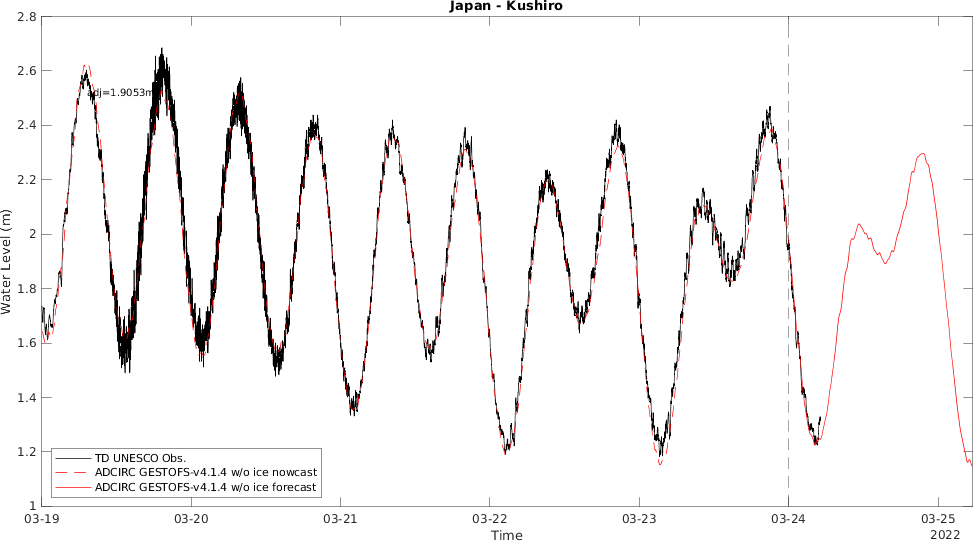 Japan - Kushiro
2.8
2.6
adj=1.9053m
2.4
2.2
2
1.8
1.6
1.4
1.2
1
Water Level (m)
TD UNESCO Obs.
ADCIRC GESTOFS-v4.1.4 w/o ice nowcast
ADCIRC GESTOFS-v4.1.4 w/o ice forecast
03-19 03-20 03-21 03-22 03-23 03-24 03-25
Time 2022